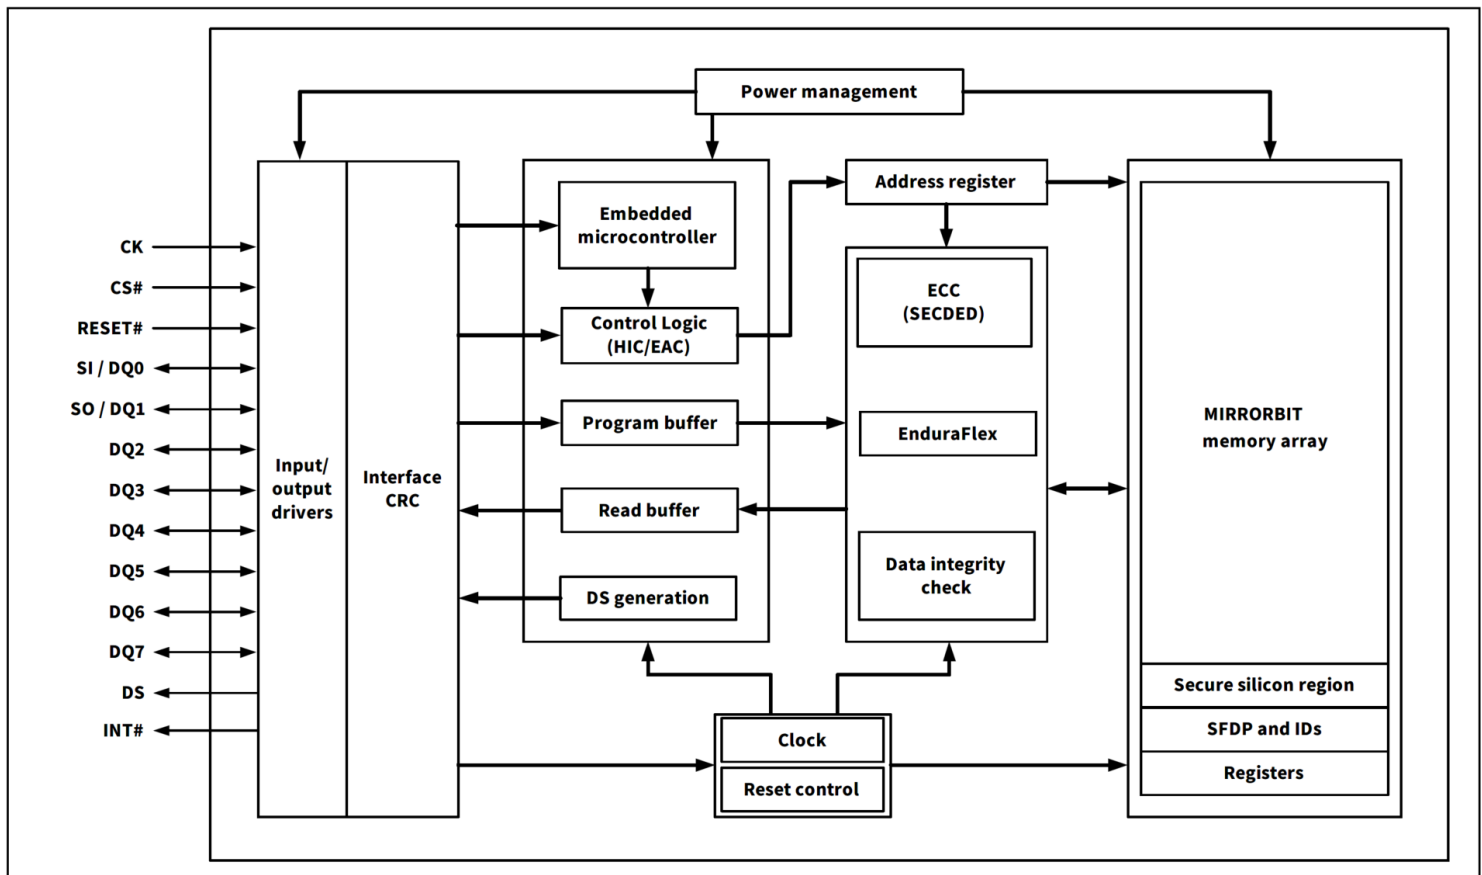 Power management
CK
CS#
RESET#
SI / DQ0
SO / DQ1
DQ2
DQ3
DQ4
DQ5
DQ6
DQ7
DS
INT#
Input/
output
drivers
Interface
CRC
Embedded
microcontroller
Control Logic
(HIC/EAC)
Program buffer
Read buffer
DS generation
Address register
ECC
(SECDED)
EnduraFlex
Data integrity
check
Clock
Reset control
MIRRORBIT
memory array
Secure silicon region
SFDP and IDs
Registers